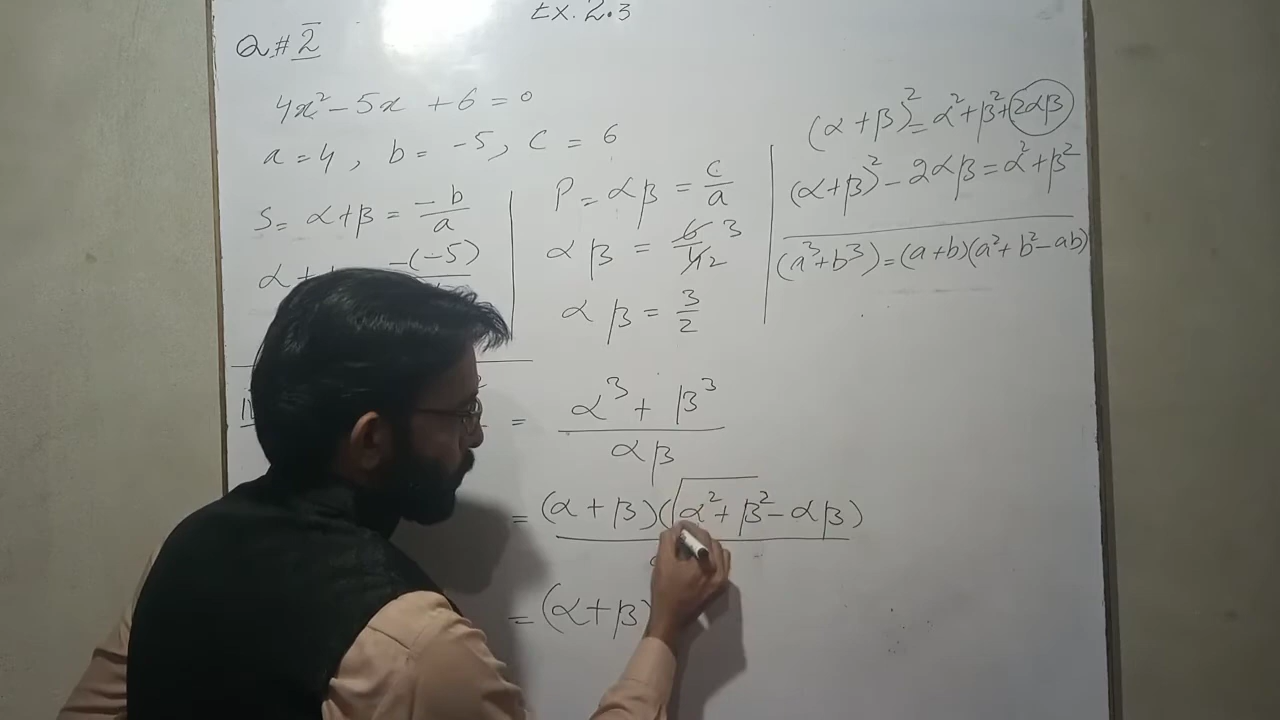 Ex. 2.3
Q # 2
4x² - 5x + 6 = 0
a = 4, b = -5, c = 6
S = α + β = -b/a
α + -(-5)
P = αβ = c/a
αβ = 6/4 3 2
αβ = 3/2
(α + β)² = α² + β² + 2αβ
(α + β)² - 2αβ = α² + β²
(a³ + b³) = (a + b)(a² + b² - ab)
= α³ + β³ / αβ
= (α + β)(α² + β² - αβ)
= (α + β)